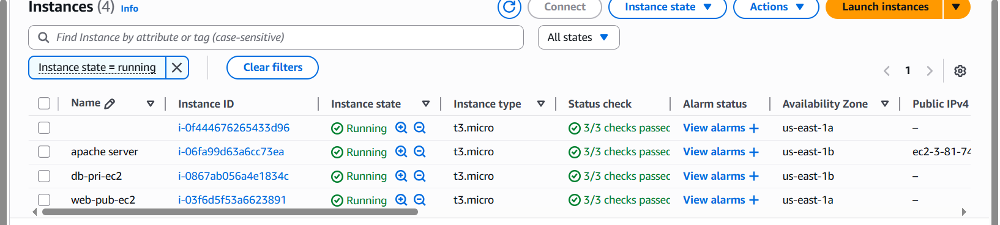 Instances (4) Info
Connect Instance state Actions Launch instances
Find Instance by attribute or tag (case-sensitive) All states
Instance state = running Clear filters
1
Name Instance ID Instance state Instance type Status check Alarm status Availability Zone Public IPv4
i-0f444676265433d96 Running t3.micro 3/3 checks passec View alarms + us-east-1a –
apache server i-06fa99d63a6cc73ea Running t3.micro 3/3 checks passec View alarms + us-east-1b ec2-3-81-74
db-pri-ec2 i-0867ab056a4e1834c Running t3.micro 3/3 checks passec View alarms + us-east-1b –
web-pub-ec2 i-03f6d5f53a6623891 Running t3.micro 3/3 checks passec View alarms + us-east-1a –